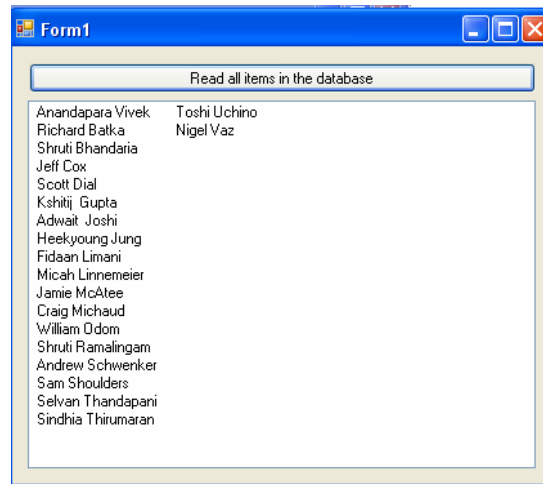 Form1
Read all items in the database
Anandapara Vivek
Richard Batka
Shruti Bhandaria
Jeff Cox
Scott Dial
Kshitij  Gupta
Adwait  Joshi
Heekyoung Jung
Fidaan Limani
Micah Linnemeier
Jamie McAtee
Craig Michaud
William Odom
Shruti Ramalingam
Andrew Schwenker
Sam Shoulders
Selvan Thandapani
Sindhia Thirumaran
Toshi Uchino
Nigel Vaz